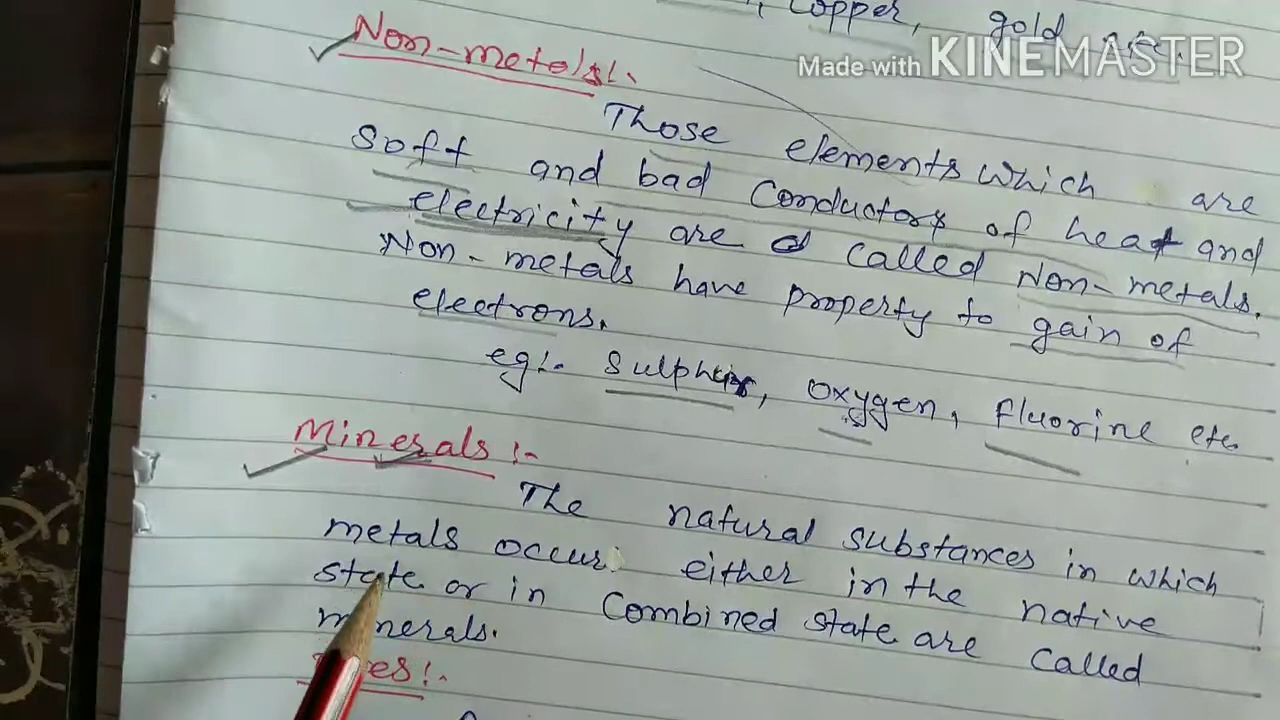 Copper, gold etc.
Made with KINEMASTER
Non-metals:-
Those elements which are
soft and bad conductors of heat and
electricity are called Non-metals.
Non-metals have property to gain of
electrons.
eg:- Sulphur, oxygen, fluorine etc.
Minerals :-
The natural substances in which
metals occur either in the native
state or in combined state are called
minerals.